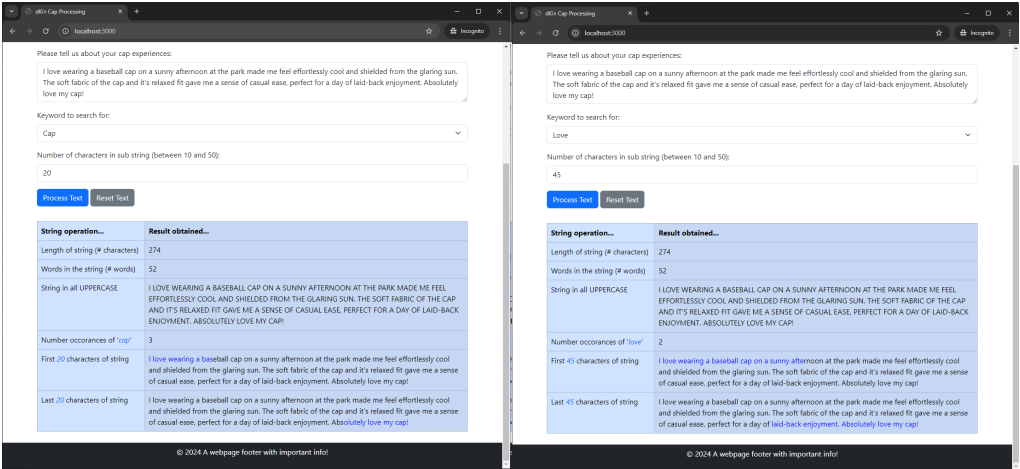 dKin Cap Processing
localhost:3000
Incognito
Please tell us about your cap experiences:
I love wearing a baseball cap on a sunny afternoon at the park made me feel effortlessly cool and shielded from the glaring sun.
The soft fabric of the cap and it's relaxed fit gave me a sense of casual ease, perfect for a day of laid-back enjoyment. Absolutely
love my cap!
Keyword to search for:
Cap
Number of characters in sub string (between 10 and 50):
20
Process Text Reset Text
String operation... Result obtained...
Length of string (# characters) 274
Words in the string (# words) 52
String in all UPPERCASE I LOVE WEARING A BASEBALL CAP ON A SUNNY AFTERNOON AT THE PARK MADE ME FEEL
EFFORTLESSLY COOL AND SHIELDED FROM THE GLARING SUN. THE SOFT FABRIC OF THE CAP
AND IT'S RELAXED FIT GAVE ME A SENSE OF CASUAL EASE, PERFECT FOR A DAY OF LAID-BACK
ENJOYMENT. ABSOLUTELY LOVE MY CAP!
Number occorances of 'cap' 3
First 20 characters of string I love wearing a baseball cap on a sunny afternoon at the park made me feel effortlessly cool
and shielded from the glaring sun. The soft fabric of the cap and it's relaxed fit gave me a sense
of casual ease, perfect for a day of laid-back enjoyment. Absolutely love my cap!
Last 20 characters of string I love wearing a baseball cap on a sunny afternoon at the park made me feel effortlessly cool
and shielded from the glaring sun. The soft fabric of the cap and it's relaxed fit gave me a sense
of casual ease, perfect for a day of laid-back enjoyment. Absolutely love my cap!
© 2024 A webpage footer with important info!
dKin Cap Processing
localhost:3000
Incognito
Please tell us about your cap experiences:
I love wearing a baseball cap on a sunny afternoon at the park made me feel effortlessly cool and shielded from the glaring sun.
The soft fabric of the cap and it's relaxed fit gave me a sense of casual ease, perfect for a day of laid-back enjoyment. Absolutely
love my cap!
Keyword to search for:
Love
Number of characters in sub string (between 10 and 50):
45
Process Text Reset Text
String operation... Result obtained...
Length of string (# characters) 274
Words in the string (# words) 52
String in all UPPERCASE I LOVE WEARING A BASEBALL CAP ON A SUNNY AFTERNOON AT THE PARK MADE ME FEEL
EFFORTLESSLY COOL AND SHIELDED FROM THE GLARING SUN. THE SOFT FABRIC OF THE CAP
AND IT'S RELAXED FIT GAVE ME A SENSE OF CASUAL EASE, PERFECT FOR A DAY OF LAID-BACK
ENJOYMENT. ABSOLUTELY LOVE MY CAP!
Number occorances of 'love' 2
First 45 characters of string I love wearing a baseball cap on a sunny afternoon at the park made me feel effortlessly cool
and shielded from the glaring sun. The soft fabric of the cap and it's relaxed fit gave me a sense
of casual ease, perfect for a day of laid-back enjoyment. Absolutely love my cap!
Last 45 characters of string I love wearing a baseball cap on a sunny afternoon at the park made me feel effortlessly cool
and shielded from the glaring sun. The soft fabric of the cap and it's relaxed fit gave me a sense
of casual ease, perfect for a day of laid-back enjoyment. Absolutely love my cap!
© 2024 A webpage footer with important info!